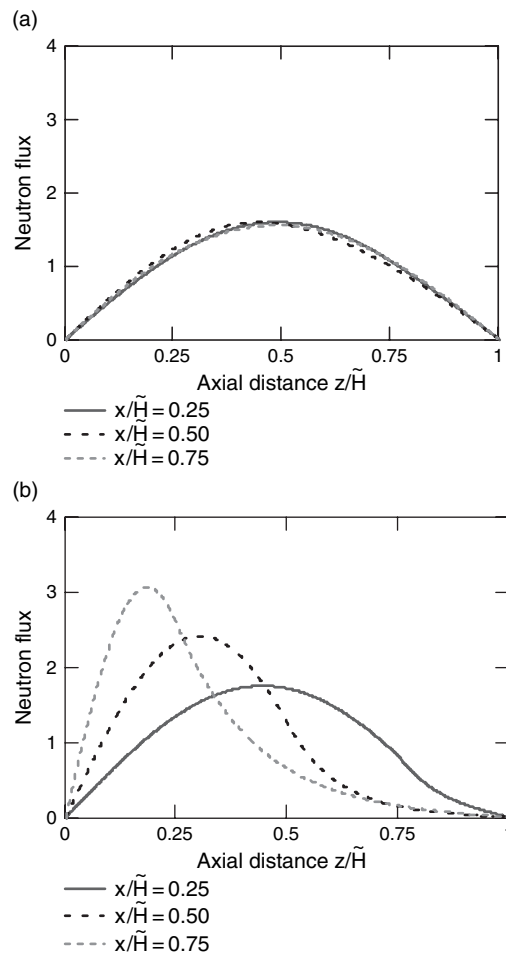 (a)
4
3
2
1
0
Neutron flux
0 0.25 0.5 0.75 1
Axial distance z/H̃
x/H̃ = 0.25
x/H̃ = 0.50
x/H̃ = 0.75
(b)
4
3
2
1
0
Neutron flux
0 0.25 0.5 0.75 1
Axial distance z/H̃
x/H̃ = 0.25
x/H̃ = 0.50
x/H̃ = 0.75